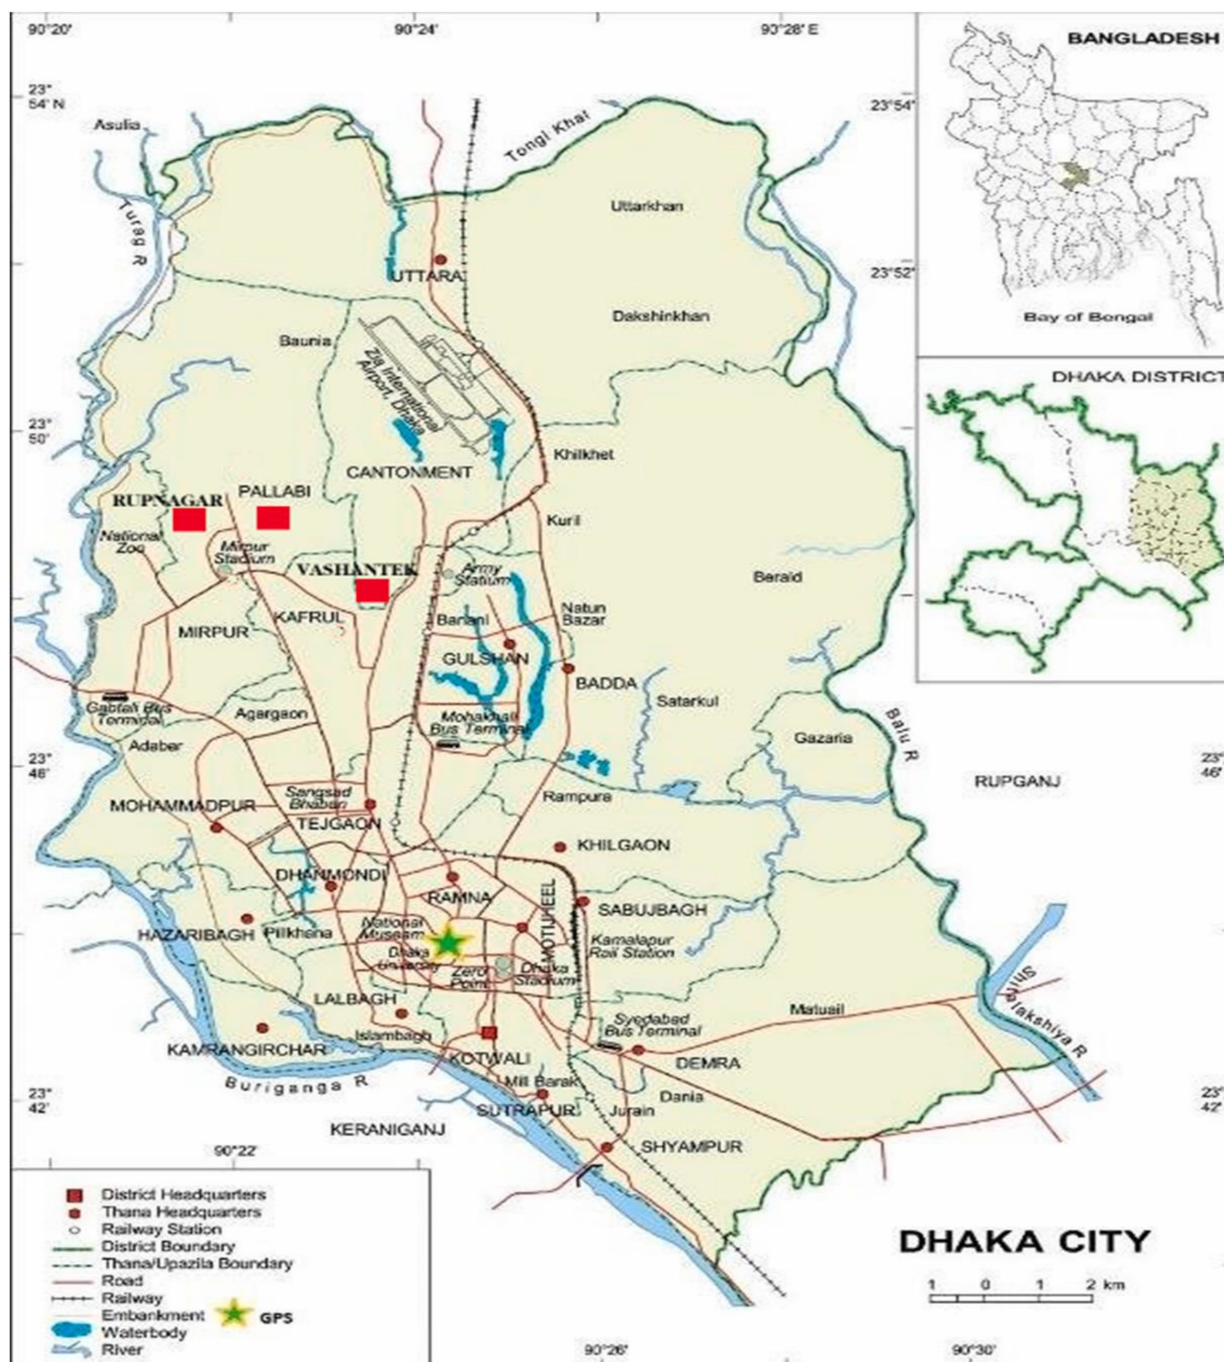 90°20'
90°24'
90°28' E
BANGLADESH
23°
54' N
23°54'
Asulia
Tongi Khal
Turag R
Uttarkhan
23°52'
UTTARA
Dakshinkhan
Bay of Bengal
Baunia
Zia International
Airport, Dhaka
DHAKA DISTRICT
23°
50'
Khilkhet
CANTONMENT
PALLABI
RUPNAGAR
Kuril
National
Zoo
Mirpur
Stadium
VASHANTEK
Army
Statium
Beraid
Natun
Bazar
KAFRUL
Banani
MIRPUR
GULSHAN
BADDA
Satarkul
Gabtali Bus
Terminal
Agargaon
Mohakhali
Bus Terminal
Balu R
Adabar
Gazaria
23°
46'
23°
46'
RUPGANJ
Sangsad
Bhaban
Rampura
MOHAMMADPUR
TEJGAON
KHILGAON
DHANMONDI
RAMNA
MOTIJHEEL
SABUJBAGH
HAZARIBAGH
Pilkhana
National
Museam
Kamalapur
Rail Station
Dhaka
University
Zero
Point
Dhaka
Stadium
LALBAGH
Matuail
Islambagh
Syedabad
Bus Terminal
Sitalakshiya R
KAMRANGIRCHAR
KOTWALI
DEMRA
Buriganga R
Mill Barak
Dania
23°
42'
23°
42'
SUTRAPUR
Jurain
KERANIGANJ
SHYAMPUR
90°22'
District Headquarters
Thana Headquarters
Railway Station
District Boundary
Thana/Upazila Boundary
Road
Railway
Embankment
GPS
Waterbody
River
DHAKA CITY
1 0 1 2 km
90°26'
90°30'